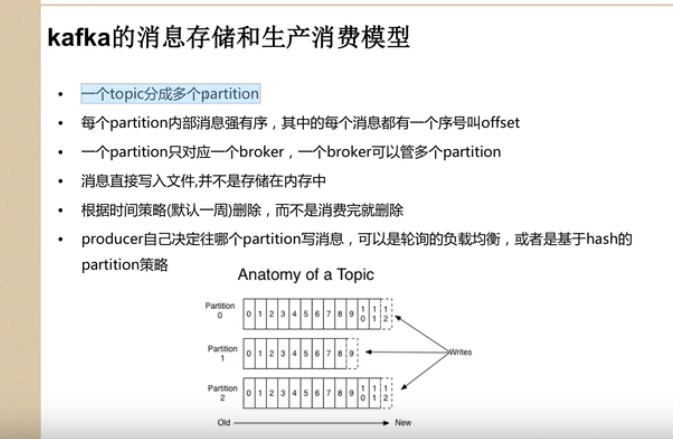 kafka的消息存储和生产消费模型
• 一个topic分成多个partition
• 每个partition内部消息强有序，其中的每个消息都有一个序号叫offset
• 一个partition只对应一个broker，一个broker可以管多个partition
• 消息直接写入文件,并不是存储在内存中
• 根据时间策略(默认一周)删除，而不是消费完就删除
• producer自己决定往哪个partition写消息，可以是轮询的负载均衡，或者是基于hash的
partition策略
Anatomy of a Topic
Partition
0
0 1 2 3 4 5 6 7 8 9 10 11 12
Partition
1
0 1 2 3 4 5 6 7 8 9
Writes
Partition
2
0 1 2 3 4 5 6 7 8 9 10 11 12
Old
New